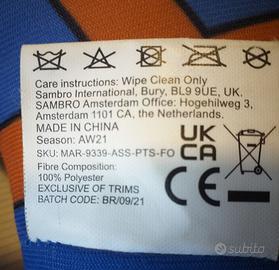 Care instructions: Wipe Clean Only
Sambro International, Bury, BL9 9UE, UK.
SAMBRO Amsterdam Office: Hogehilweg 3,
Amsterdam 1101 CA, the Netherlands.
MADE IN CHINA
Season: AW21
SKU: MAR-9339-ASS-PTS-FO
Fibre Composition:
100% Polyester
EXCLUSIVE OF TRIMS
BATCH CODE: BR/09/21
UK
CA
CE
subito